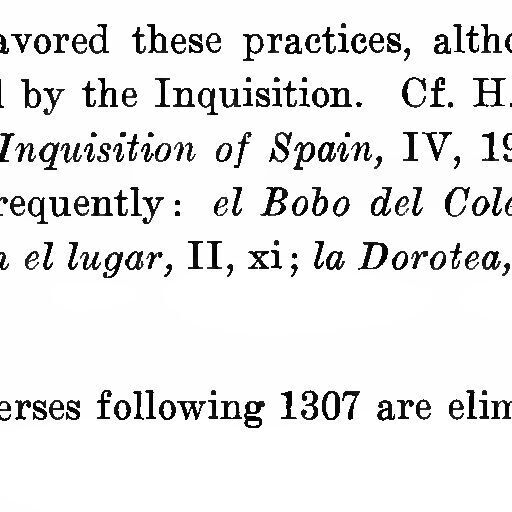 avored these practices, altho
l by the Inquisition. Cf. H.
Inquisition of Spain, IV, 19
requently: el Bobo del Cole
n el lugar, II, xi; la Dorotea,
erses following 1307 are elim